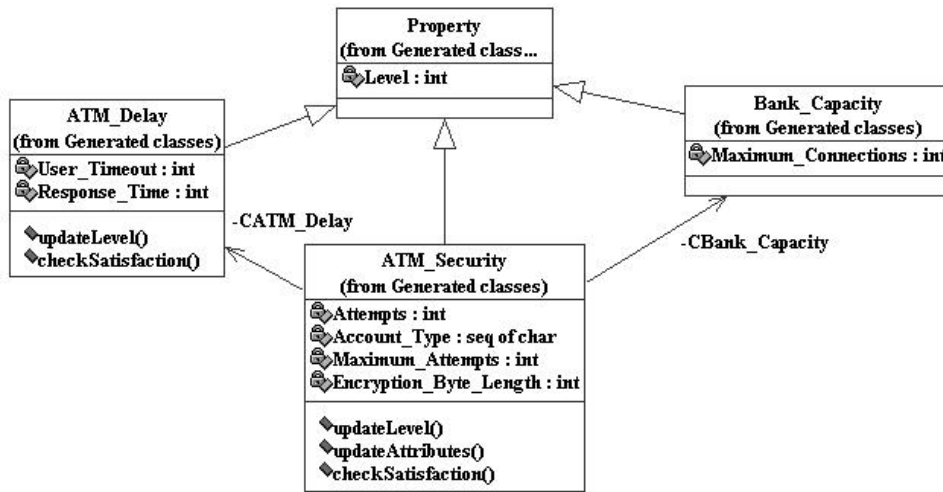 Property
(from Generated class...
Level : int
ATM_Delay
(from Generated classes)
User_Timeout : int
Response_Time : int
updateLevel()
checkSatisfaction()
Bank_Capacity
(from Generated classes)
Maximum_Connections : int
-CATM_Delay
-CBank_Capacity
ATM_Security
(from Generated classes)
Attempts : int
Account_Type : seq of char
Maximum_Attempts : int
Encryption_Byte_Length : int
updateLevel()
updateAttributes()
checkSatisfaction()